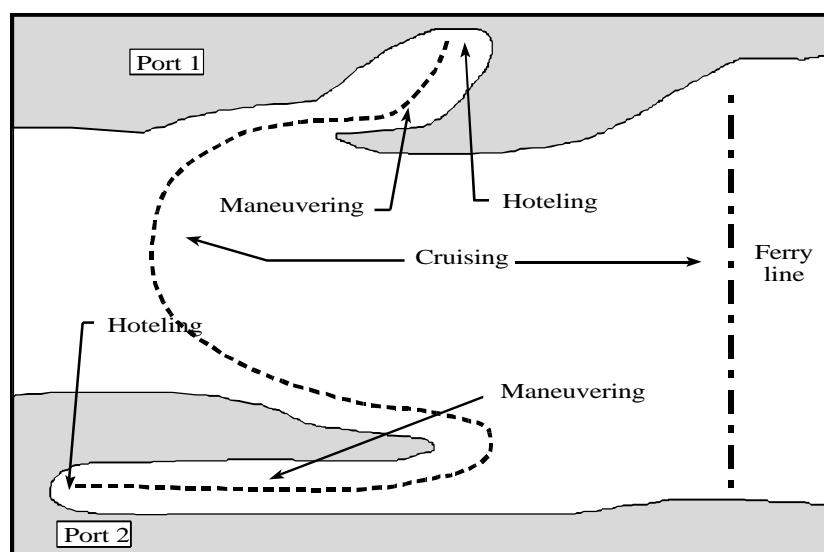 Port 1
Maneuvering
Hoteling
Cruising
Ferry
line
Hoteling
Maneuvering
Port 2